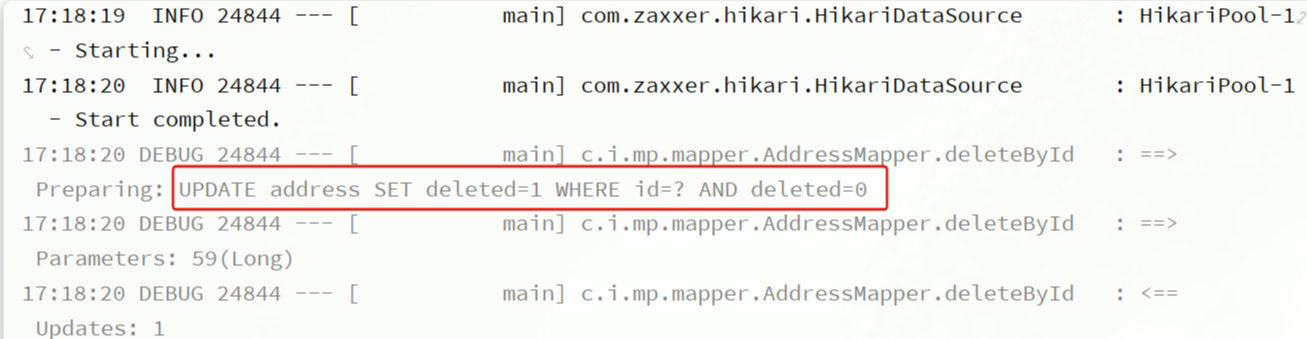 17:18:19  INFO 24844 --- [           main] com.zaxxer.hikari.HikariDataSource       : HikariPool-1
 - Starting...
17:18:20  INFO 24844 --- [           main] com.zaxxer.hikari.HikariDataSource       : HikariPool-1
 - Start completed.
17:18:20 DEBUG 24844 --- [           main] c.i.mp.mapper.AddressMapper.deleteById   : ==>
 Preparing: UPDATE address SET deleted=1 WHERE id=? AND deleted=0
17:18:20 DEBUG 24844 --- [           main] c.i.mp.mapper.AddressMapper.deleteById   : ==>
 Parameters: 59(Long)
17:18:20 DEBUG 24844 --- [           main] c.i.mp.mapper.AddressMapper.deleteById   : <==
 Updates: 1